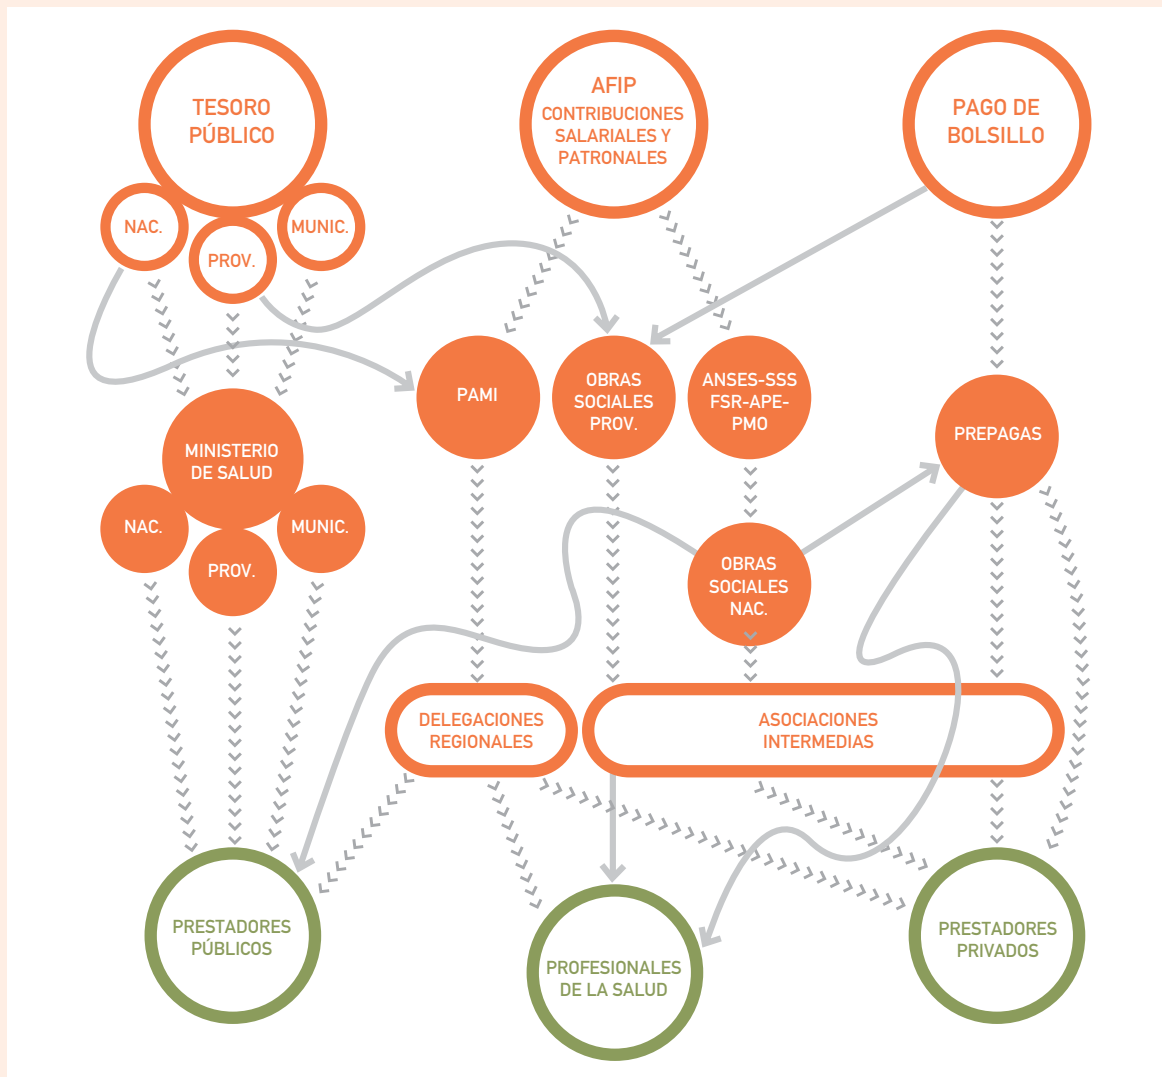 TESORO
PÚBLICO
NAC.
PROV.
MUNIC.
AFIP
CONTRIBUCIONES
SALARIALES Y
PATRONALES
PAGO DE
BOLSILLO
MINISTERIO
DE SALUD
NAC.
PROV.
MUNIC.
PAMI
OBRAS
SOCIALES
PROV.
ANSES-SSS
FSR-APE-
PMO
PREPAGAS
OBRAS
SOCIALES
NAC.
DELEGACIONES
REGIONALES
ASOCIACIONES
INTERMEDIAS
PRESTADORES
PÚBLICOS
PROFESIONALES
DE LA SALUD
PRESTADORES
PRIVADOS